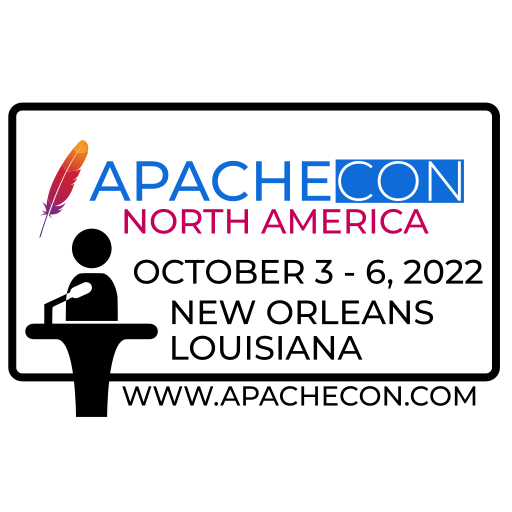 APACHECON
NORTH AMERICA
OCTOBER 3 - 6, 2022
NEW ORLEANS
LOUISIANA
WWW.APACHECON.COM